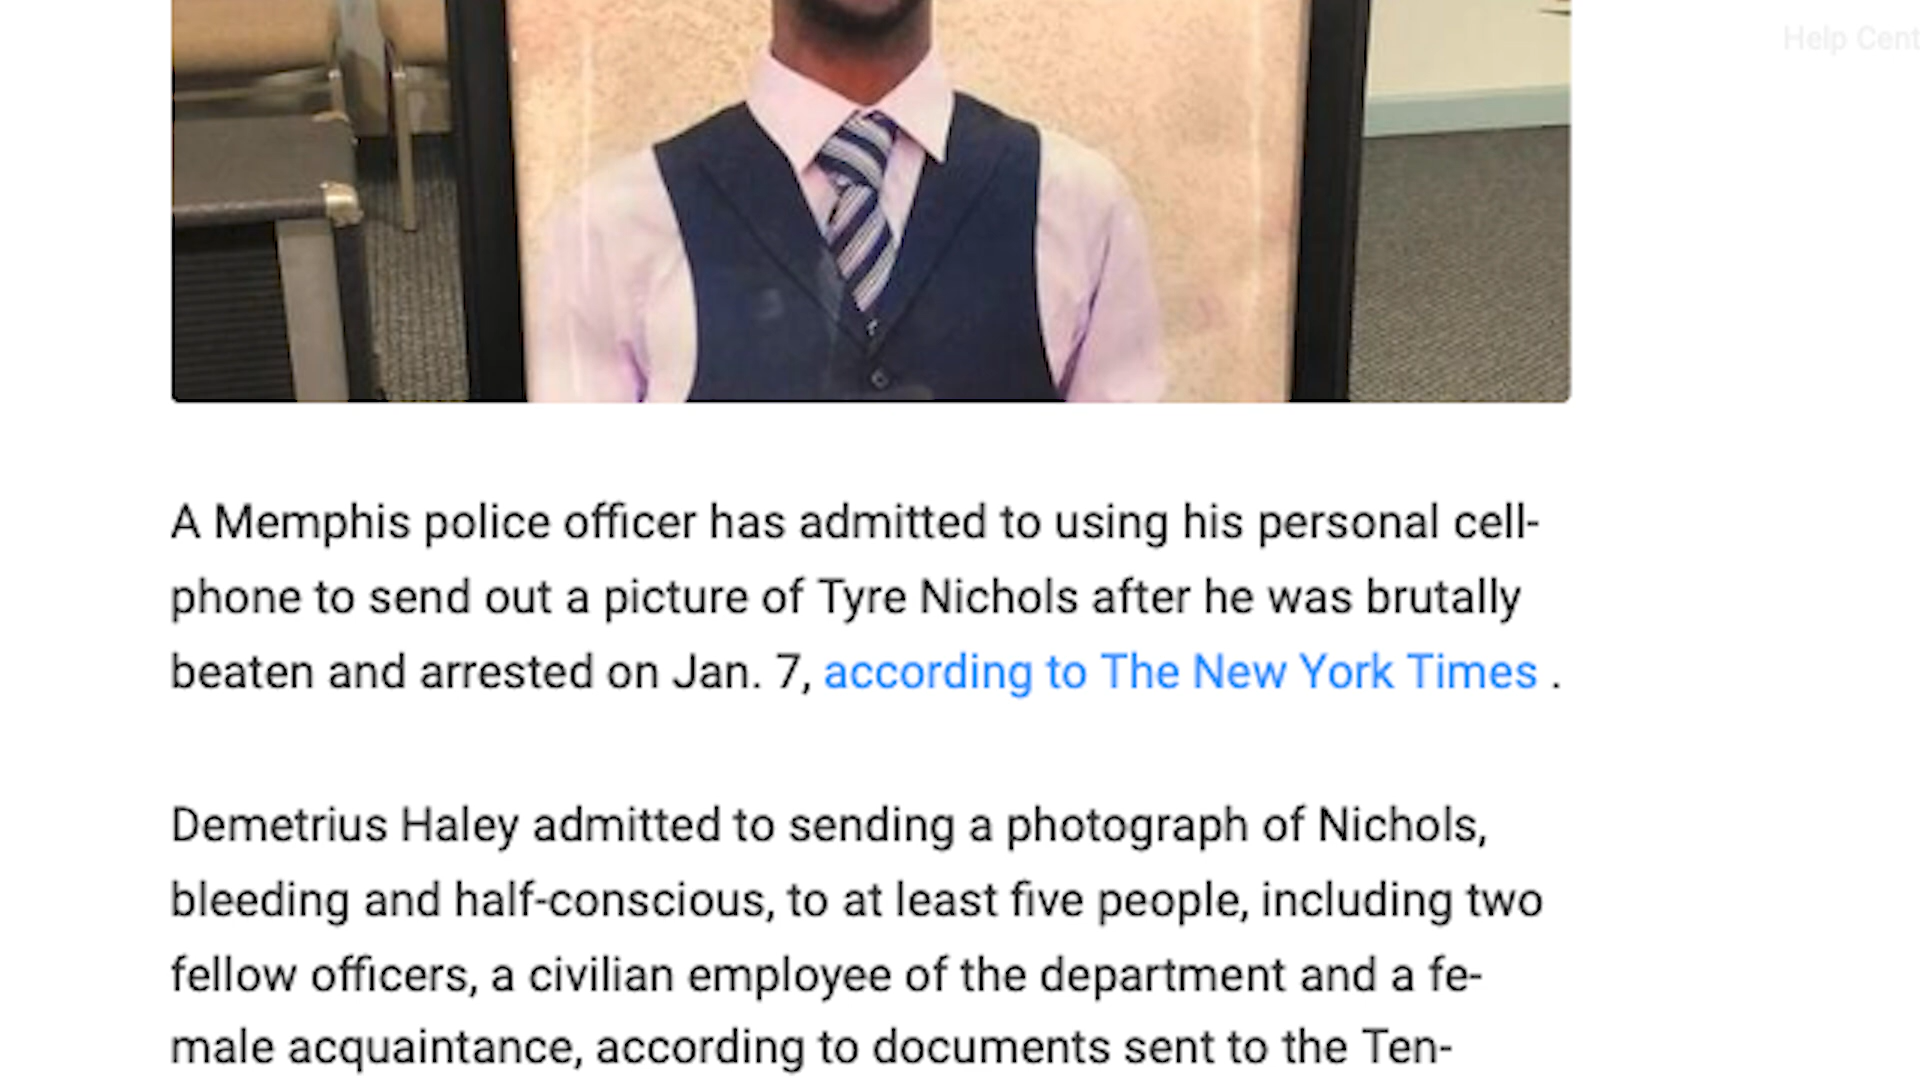 Help Cent
A Memphis police officer has admitted to using his personal cell-
phone to send out a picture of Tyre Nichols after he was brutally
beaten and arrested on Jan. 7, according to The New York Times .
Demetrius Haley admitted to sending a photograph of Nichols,
bleeding and half-conscious, to at least five people, including two
fellow officers, a civilian employee of the department and a fe-
male acquaintance, according to documents sent to the Ten-